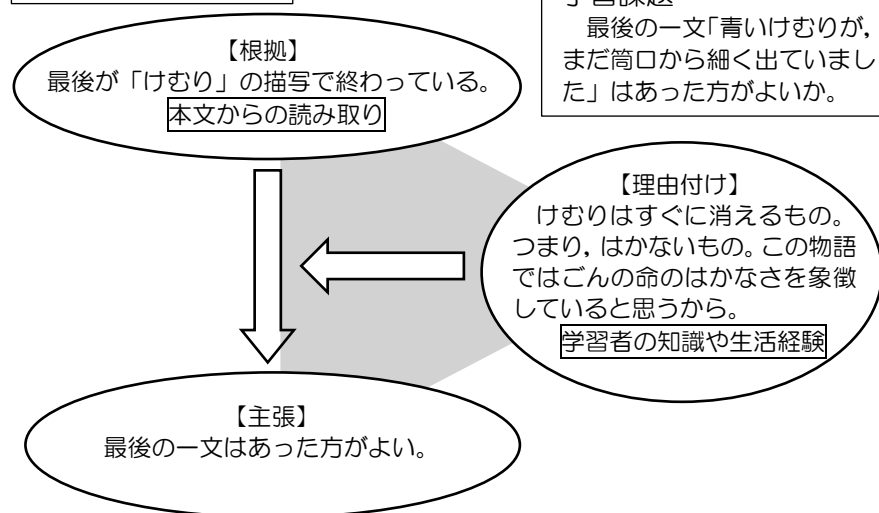 学習課題
最後の一文「青いけむりが,
まだ筒口から細く出ていまし
た」はあった方がよいか。
【根拠】
最後が「けむり」の描写で終わっている。
本文からの読み取り
【理由付け】
けむりはすぐに消えるもの。
つまり, はかないもの。この物語
ではごんの命のはかなさを象徴
していると思うから。
学習者の知識や生活経験
【主張】
最後の一文はあった方がよい。